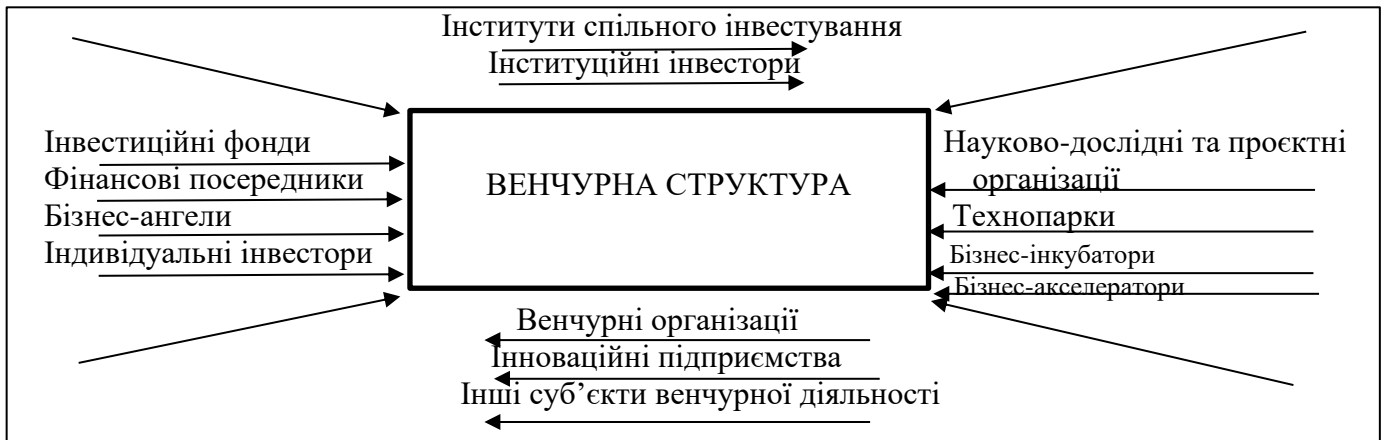 Інститути спільного інвестування
Інституційні інвестори
Інвестиційні фонди
Фінансові посередники
Бізнес-ангели
Індивідуальні інвестори
ВЕНЧУРНА СТРУКТУРА
Науково-дослідні та проєктні
організації
Технопарки
Бізнес-інкубатори
Бізнес-акселератори
Венчурні організації
Інноваційні підприємства
Інші суб’єкти венчурної діяльності